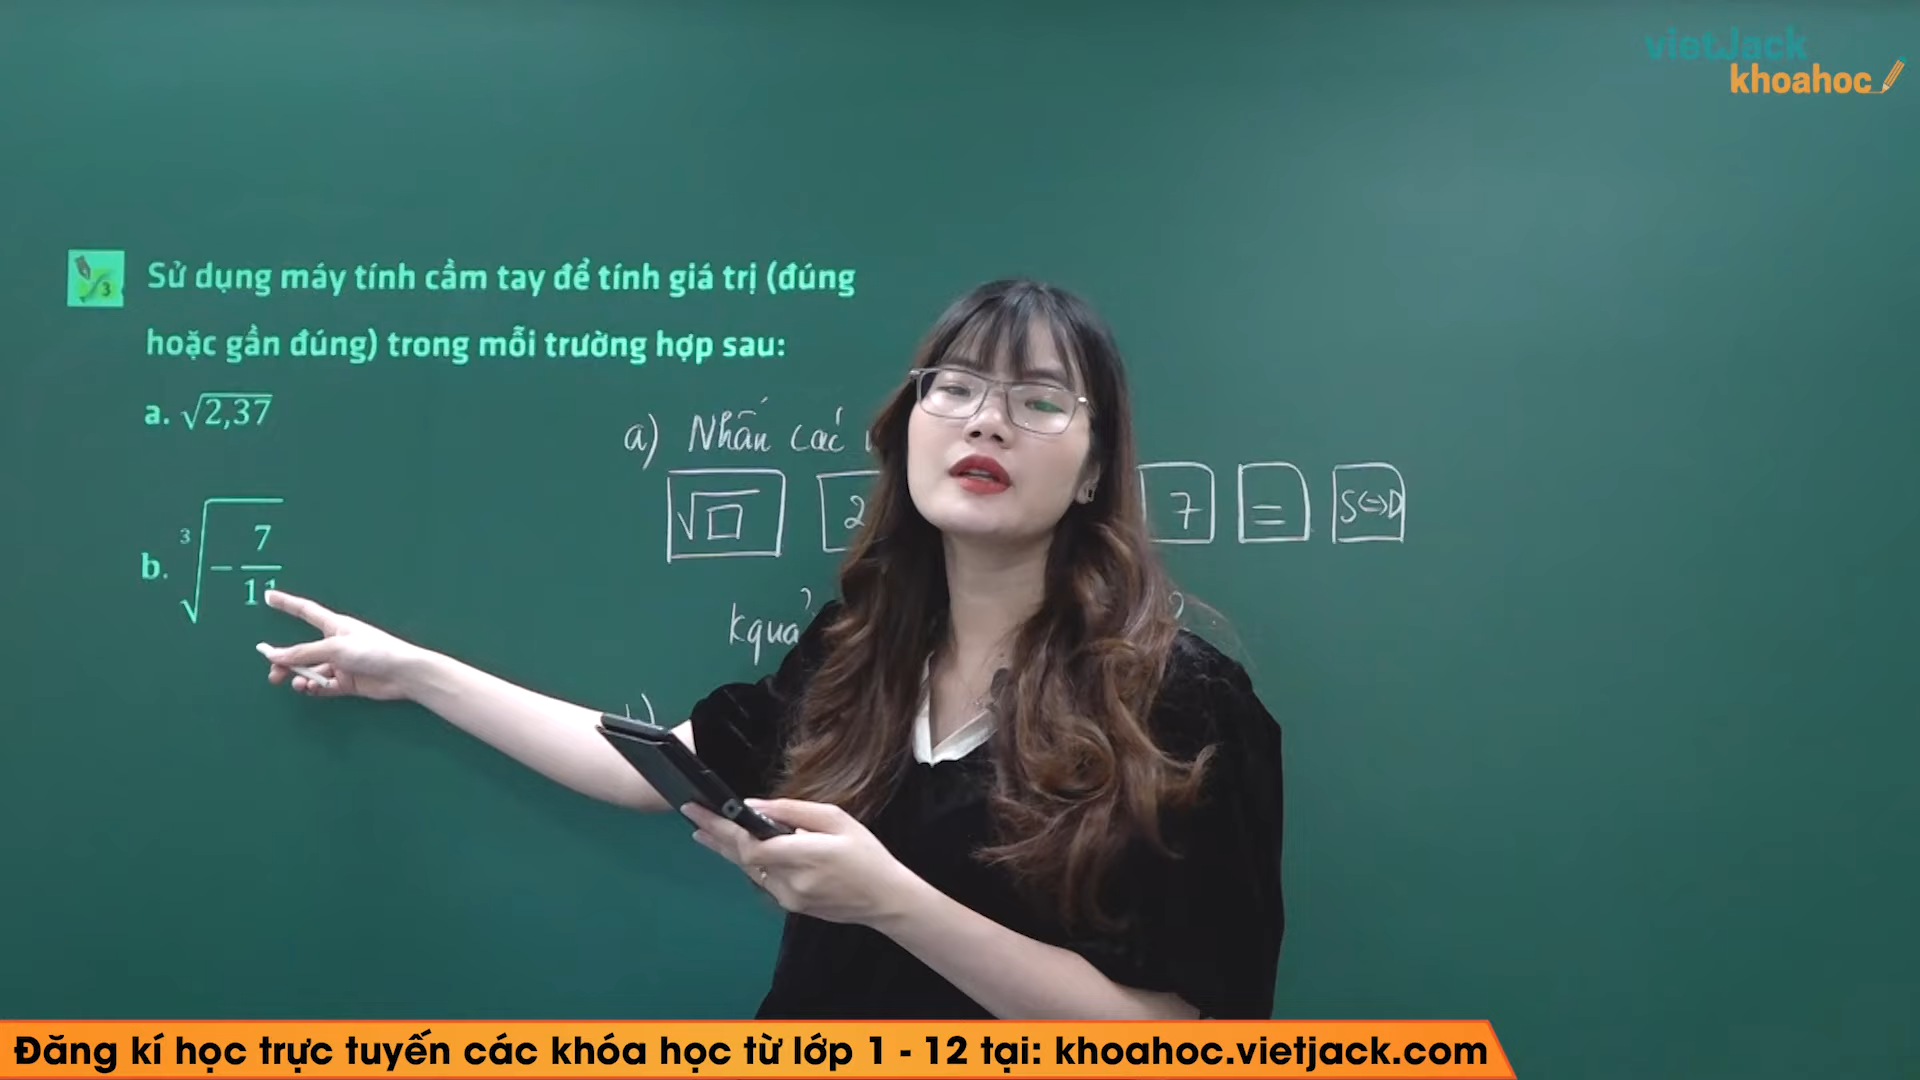 vietJack
khoahoc
3
Sử dụng máy tính cầm tay để tính giá trị (đúng
hoặc gần đúng) trong mỗi trường hợp sau:
a. √2,37
b. ∛-7/11
a) Nhấn các
√□ 2 7 = S⇔D
kquả
Đăng kí học trực tuyến các khóa học từ lớp 1 - 12 tại: khoahoc.vietjack.com